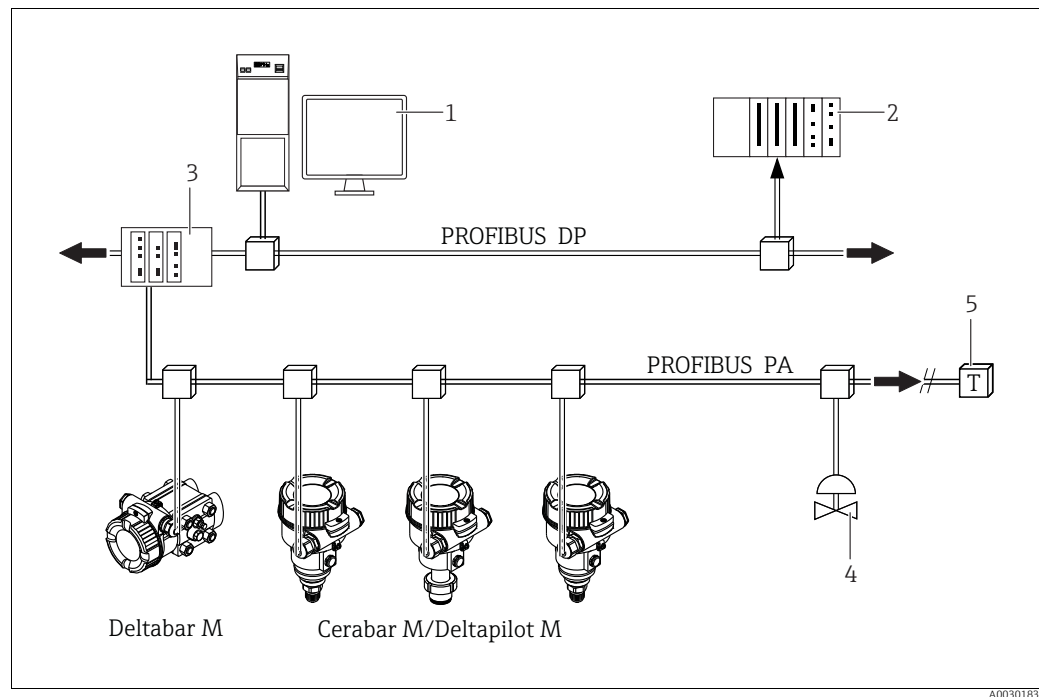 1
2
3
PROFIBUS DP
5
PROFIBUS PA
T
4
Deltabar M
Cerabar M/Deltapilot M
A0030183